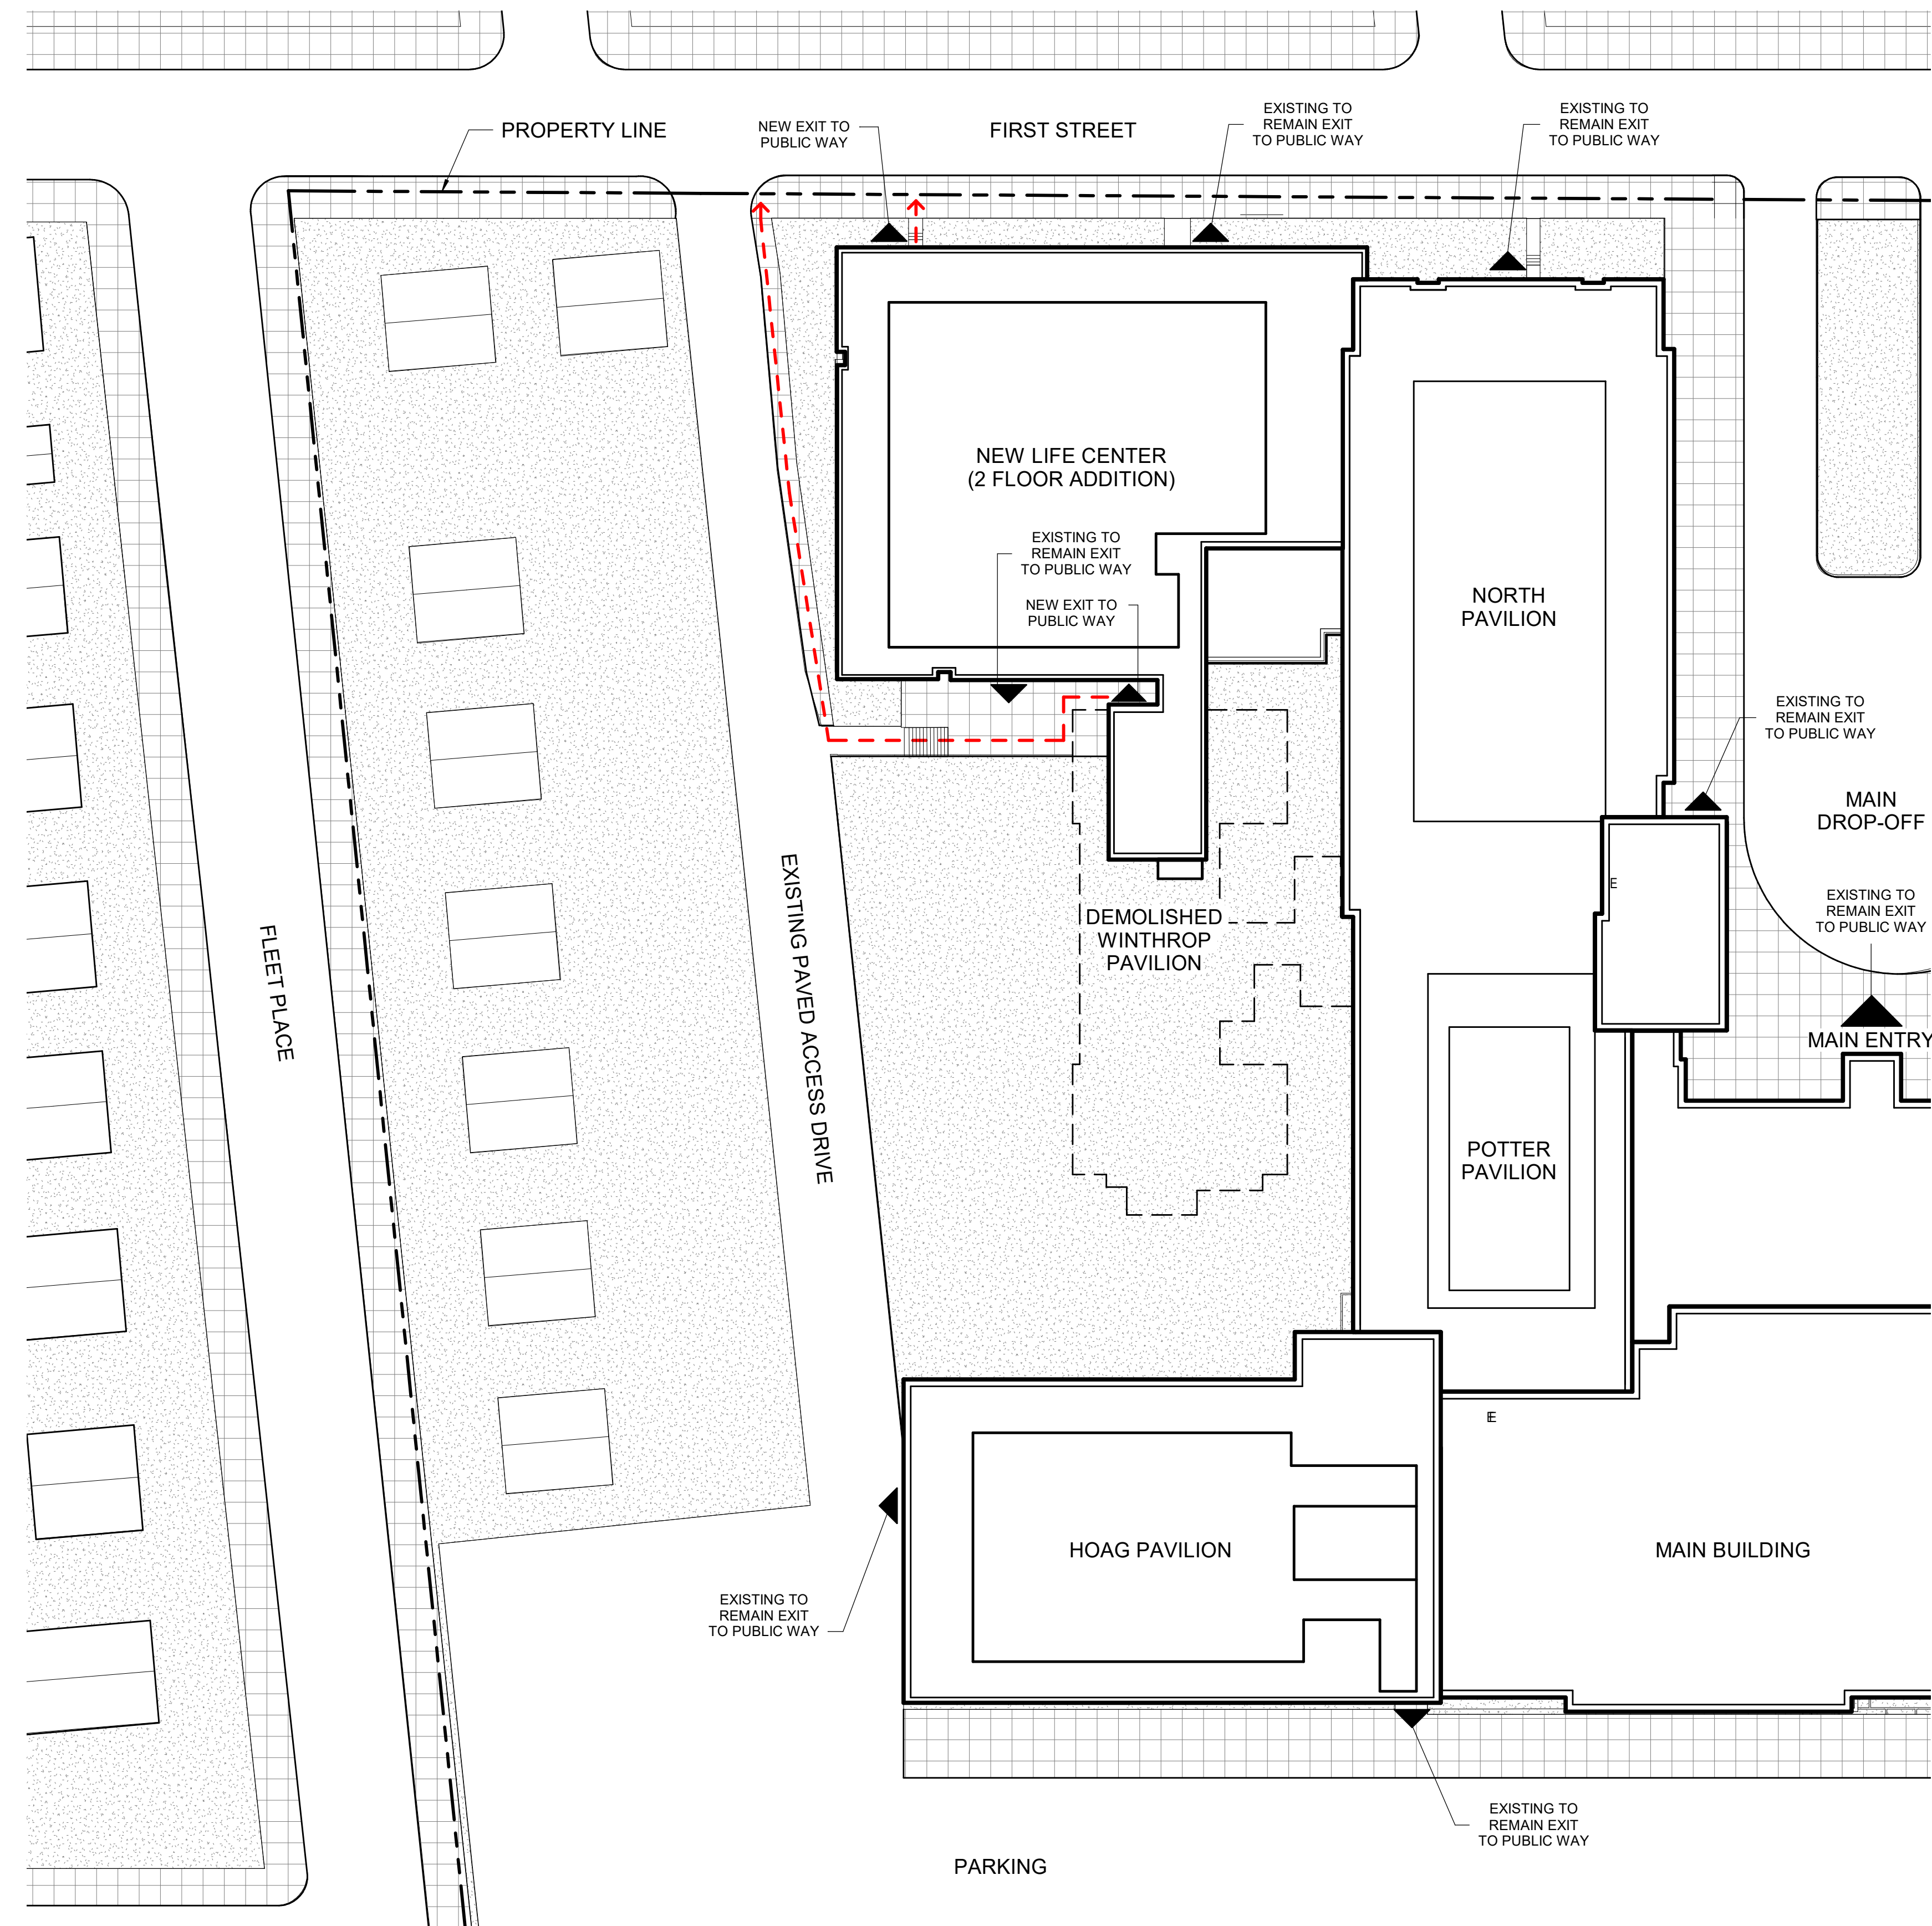 PROPERTY LINE
NEW EXIT TO
PUBLIC WAY
FIRST STREET
EXISTING TO
REMAIN EXIT
TO PUBLIC WAY
EXISTING TO
REMAIN EXIT
TO PUBLIC WAY
NEW LIFE CENTER
(2 FLOOR ADDITION)
EXISTING TO
REMAIN EXIT
TO PUBLIC WAY
NEW EXIT TO
PUBLIC WAY
NORTH
PAVILION
EXISTING TO
REMAIN EXIT
TO PUBLIC WAY
MAIN
DROP-OFF
E
EXISTING TO
REMAIN EXIT
TO PUBLIC WAY
DEMOLISHED
WINTHROP
PAVILION
FLEET PLACE
EXISTING PAVED ACCESS DRIVE
MAIN ENTRY
POTTER
PAVILION
HOAG PAVILION
MAIN BUILDING
EXISTING TO
REMAIN EXIT
TO PUBLIC WAY
EXISTING TO
REMAIN EXIT
TO PUBLIC WAY
PARKING